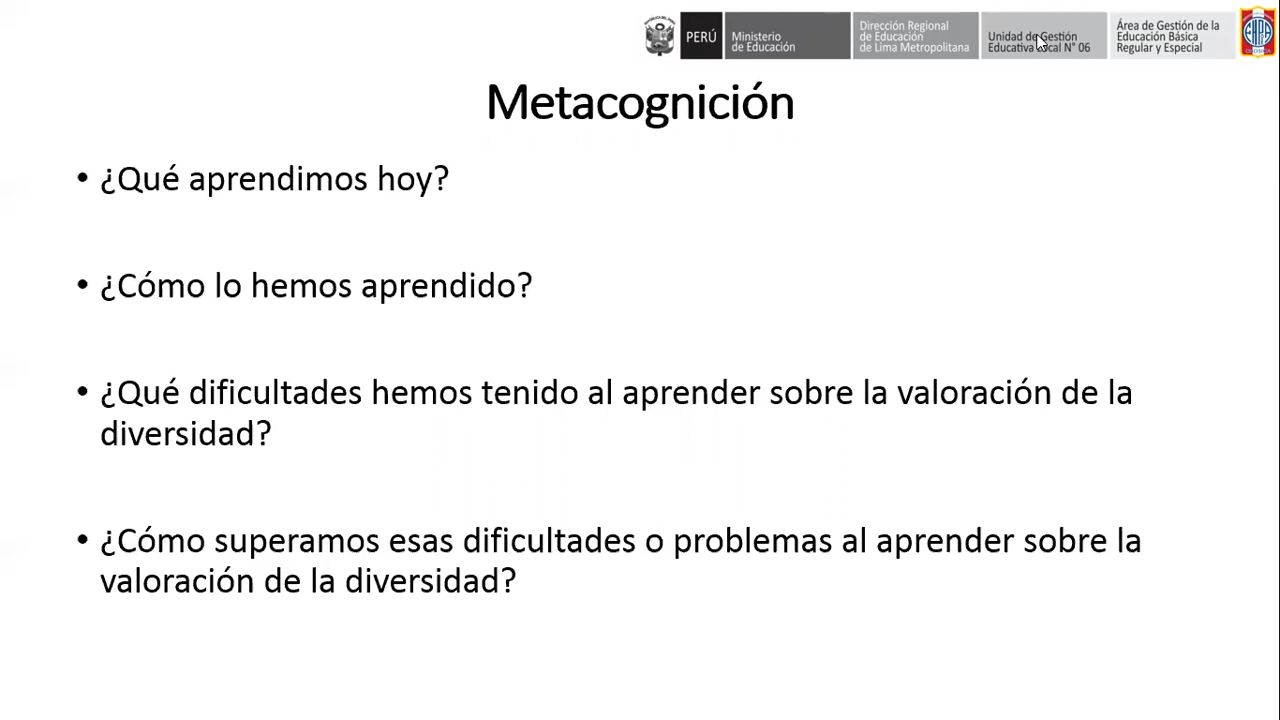 PERÚ
Ministerio
de Educación
Dirección Regional
de Educación
de Lima Metropolitana
Unidad de Gestión
Educativa Local N° 06
Área de Gestión de la
Educación Básica
Regular y Especial
Metacognición
• ¿Qué aprendimos hoy?
• ¿Cómo lo hemos aprendido?
• ¿Qué dificultades hemos tenido al aprender sobre la valoración de la
diversidad?
• ¿Cómo superamos esas dificultades o problemas al aprender sobre la
valoración de la diversidad?